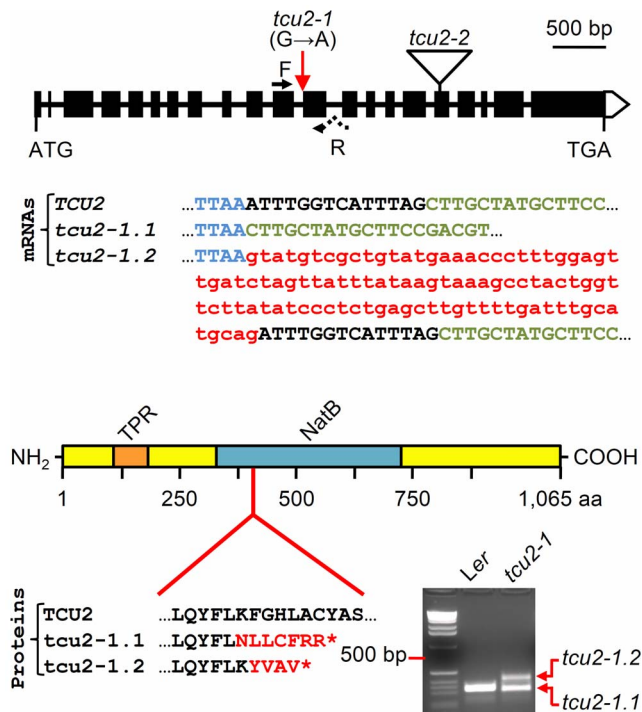 tcu2-1
(G→A)
tcu2-2
500 bp
F
R
ATG
TGA
mRNAs
TCU2 ...TTAAATTTGGTCATTTAGCTTGCTATGCTTCC...
tcu2-1.1 ...TTAACTTGCTATGCTTCCGACGT...
tcu2-1.2 ...TTAAgtatgtcgctgtatgaaaccctttggagt
tgatctagttatttataagtaaagcctactggt
tcttatatcctctgagcttgttttgatttgca
tgcagATTTGGTCATTTAGCTTGCTATGCTTCC...
TPR
NatB
NH2
COOH
1 250 500 750 1,065 aa
Proteins
TCU2 ...LQYFLKFGHLACYAS...
tcu2-1.1 ...LQYFLNLLCFRR*
tcu2-1.2 ...LQYFLKYVAV*
Ler
tcu2-1
500 bp
tcu2-1.2
tcu2-1.1